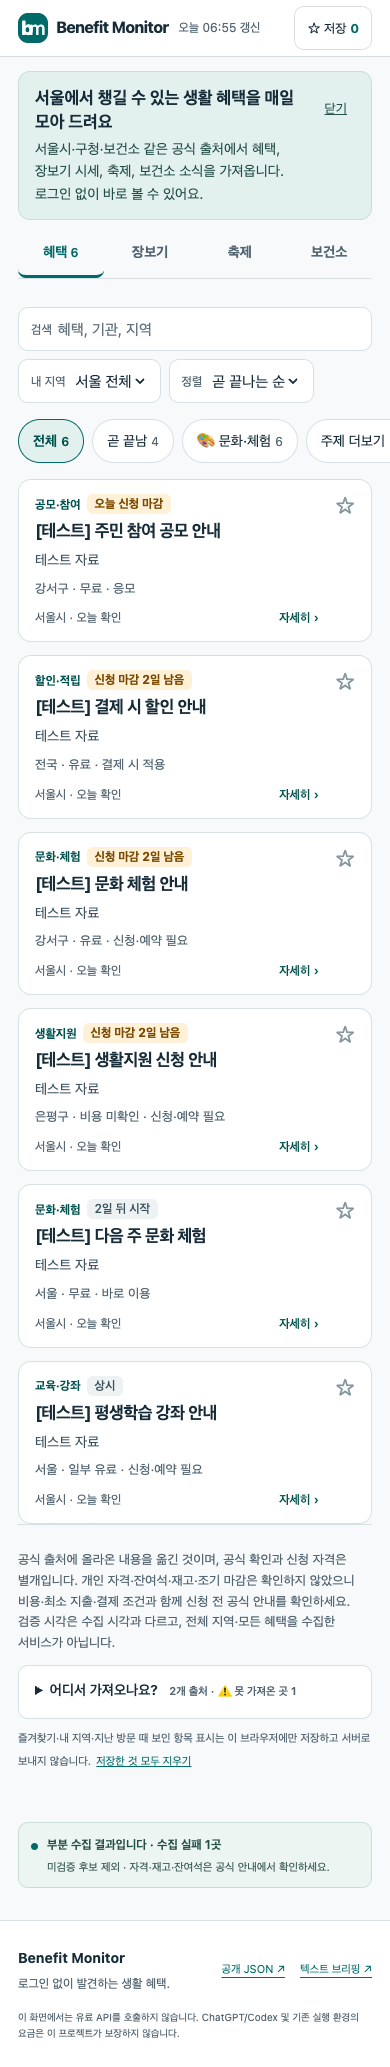 bm Benefit Monitor 오늘 06:55 갱신 ☆ 저장 0
서울에서 챙길 수 있는 생활 혜택을 매일
모아 드려요
닫기
서울시·구청·보건소 같은 공식 출처에서 혜택,
장보기 시세, 축제, 보건소 소식을 가져옵니다.
로그인 없이 바로 볼 수 있어요.
혜택 6 장보기 축제 보건소
검색 혜택, 기관, 지역
내 지역 서울 전체 정렬 곧 끝나는 순
전체 6 곧 끝남 4 🎨 문화·체험 6 주제 더보기
공모·참여 오늘 신청 마감 ☆
[테스트] 주민 참여 공모 안내
테스트 자료
강서구 · 무료 · 응모
서울시 · 오늘 확인 자세히 ›
할인·적립 신청 마감 2일 남음 ☆
[테스트] 결제 시 할인 안내
테스트 자료
전국 · 유료 · 결제 시 적용
서울시 · 오늘 확인 자세히 ›
문화·체험 신청 마감 2일 남음 ☆
[테스트] 문화 체험 안내
테스트 자료
강서구 · 유료 · 신청·예약 필요
서울시 · 오늘 확인 자세히 ›
생활지원 신청 마감 2일 남음 ☆
[테스트] 생활지원 신청 안내
테스트 자료
은평구 · 비용 미확인 · 신청·예약 필요
서울시 · 오늘 확인 자세히 ›
문화·체험 2일 뒤 시작 ☆
[테스트] 다음 주 문화 체험
테스트 자료
서울 · 무료 · 바로 이용
서울시 · 오늘 확인 자세히 ›
교육·강좌 상시 ☆
[테스트] 평생학습 강좌 안내
테스트 자료
서울 · 일부 유료 · 신청·예약 필요
서울시 · 오늘 확인 자세히 ›
공식 출처에 올라온 내용을 옮긴 것이며, 공식 확인과 신청 자격은
별개입니다. 개인 자격·잔여석·재고·조기 마감은 확인하지 않았으니
비용·최소 지출·결제 조건과 함께 신청 전 공식 안내를 확인하세요.
검증 시각은 수집 시각과 다르고, 전체 지역·모든 혜택을 수집한
서비스가 아닙니다.
▶ 어디서 가져오나요? 2개 출처 · ⚠️ 못 가져온 곳 1
즐겨찾기·내 지역·지난 방문 때 보인 항목 표시는 이 브라우저에만 저장하고 서버로
보내지 않습니다. 저장한 것 모두 지우기
부분 수집 결과입니다 · 수집 실패 1곳
미검증 후보 제외 · 자격·재고·잔여석은 공식 안내에서 확인하세요.
Benefit Monitor
로그인 없이 발견하는 생활 혜택.
공개 JSON ↗ 텍스트 브리핑 ↗
이 화면에서는 유료 API를 호출하지 않습니다. ChatGPT/Codex 및 기존 실행 환경의
요금은 이 프로젝트가 보장하지 않습니다.